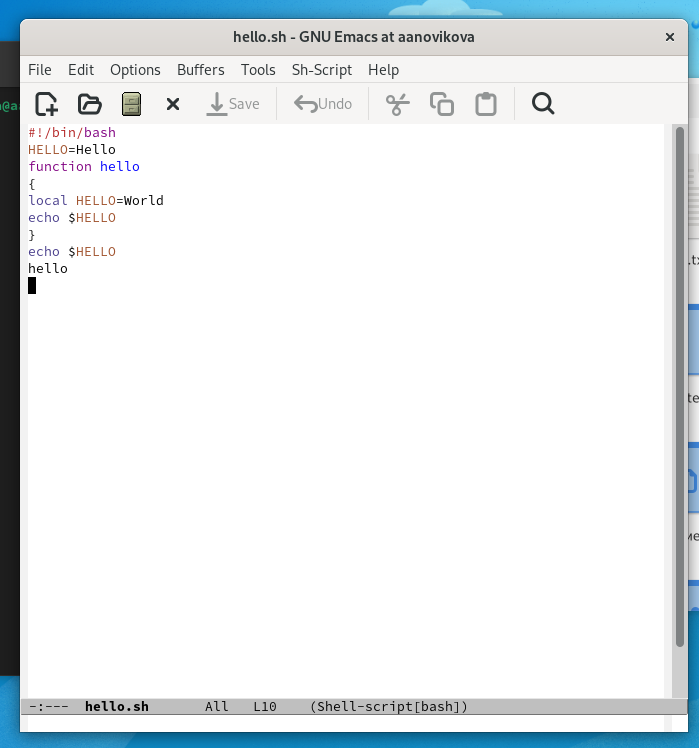 hello.sh - GNU Emacs at aanovikova
File Edit Options Buffers Tools Sh-Script Help
Save Undo
#!/bin/bash
HELLO=Hello
function hello
{
local HELLO=World
echo $HELLO
}
echo $HELLO
hello
-:--- hello.sh All L10 (Shell-script[bash])